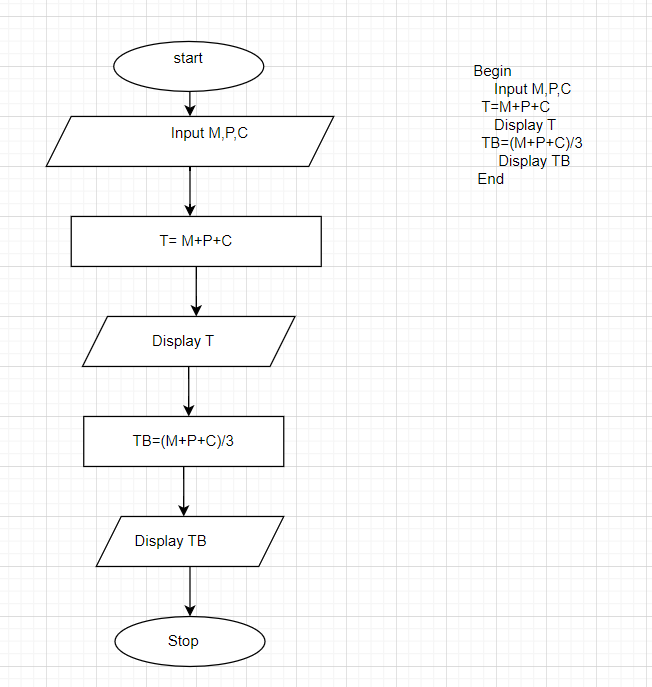 start
Input M,P,C
T= M+P+C
Display T
TB=(M+P+C)/3
Display TB
Stop
Begin
Input M,P,C
T=M+P+C
Display T
TB=(M+P+C)/3
Display TB
End